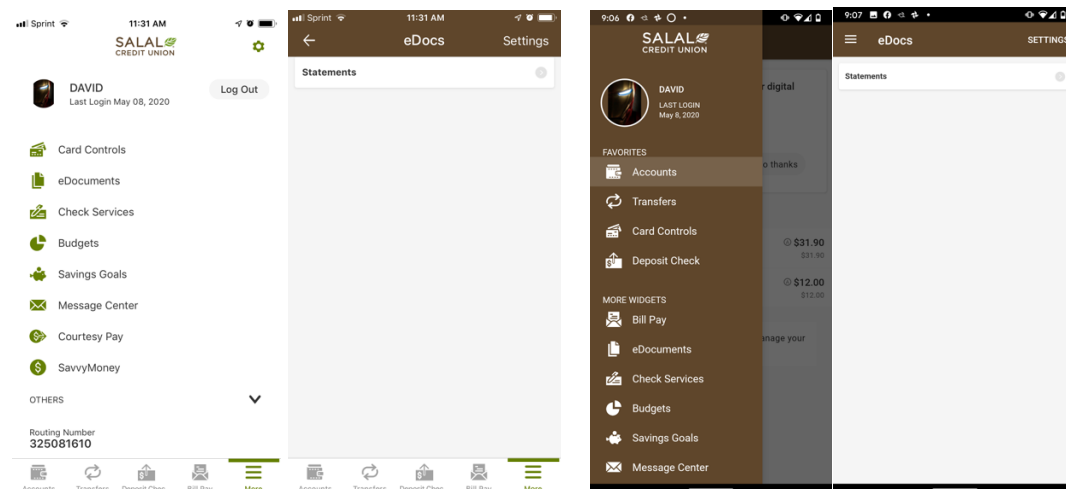 Sprint 11:31 AM
SALAL
CREDIT UNION
DAVID
Last Login May 08, 2020
Log Out
Card Controls
eDocuments
Check Services
Budgets
Savings Goals
Message Center
Courtesy Pay
SavvyMoney
OTHERS
Routing Number
325081610
Accounts Transfers Deposit Chec Bill Pay More
Sprint 11:31 AM
eDocs Settings
Statements
Accounts Transfers Deposit Chec Bill Pay More
9:06
SALAL
CREDIT UNION
DAVID
LAST LOGIN
May 8, 2020
FAVORITES
Accounts
Transfers
Card Controls
Deposit Check
MORE WIDGETS
Bill Pay
eDocuments
Check Services
Budgets
Savings Goals
Message Center
digital
thanks
$31.90
$31.90
$12.00
$12.00
anage your
9:07
eDocs SETTINGS
Statements